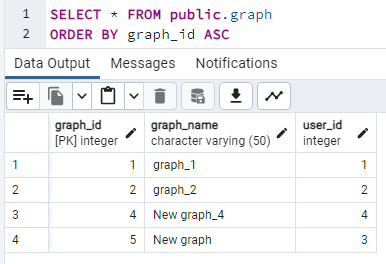 1 SELECT * FROM public.graph
2 ORDER BY graph_id ASC
Data Output Messages Notifications
graph_id graph_name user_id
[PK] integer character varying (50) integer
1 1 graph_1 1
2 2 graph_2 2
3 4 New graph_4 4
4 5 New graph 3